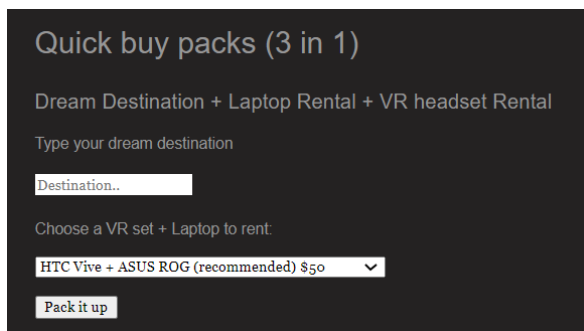 Quick buy packs (3 in 1)
Dream Destination + Laptop Rental + VR headset Rental
Type your dream destination
Destination..
Choose a VR set + Laptop to rent:
HTC Vive + ASUS ROG (recommended) $50
Pack it up